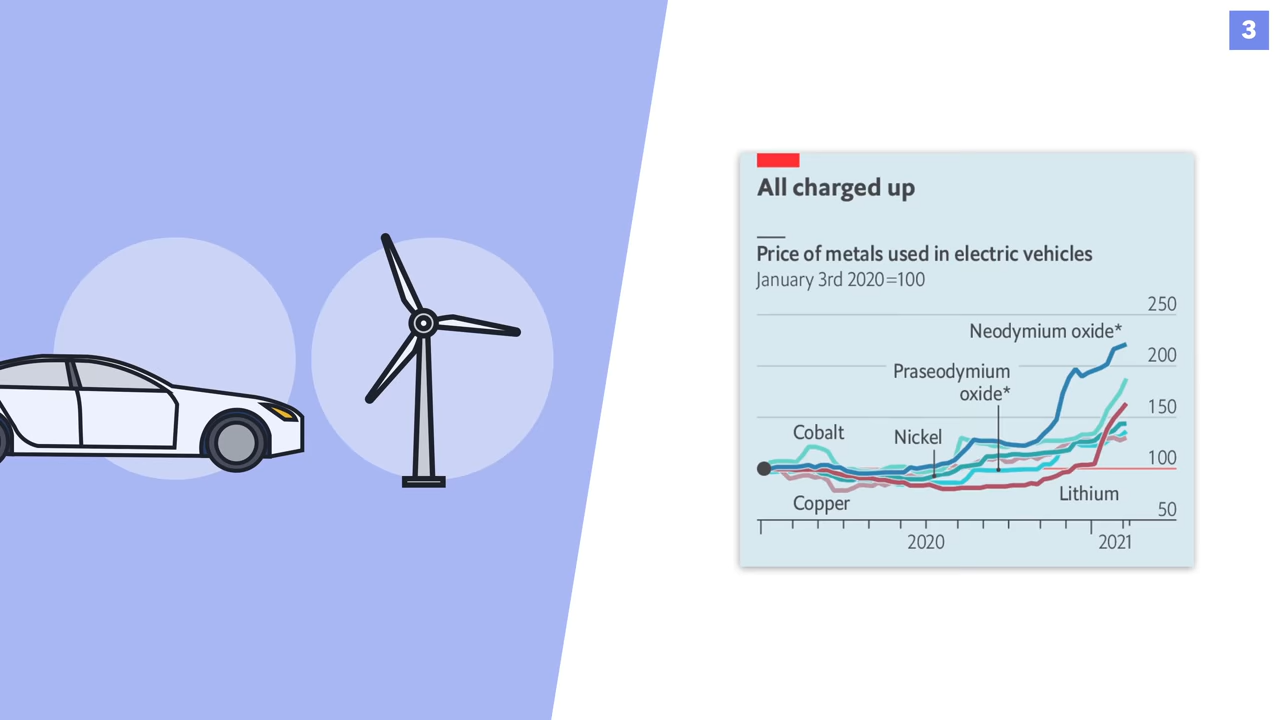 3
All charged up
Price of metals used in electric vehicles
January 3rd 2020=100
250
Neodymium oxide*
200
Praseodymium
oxide*
150
Cobalt
Nickel
100
Copper
Lithium
50
2020
2021